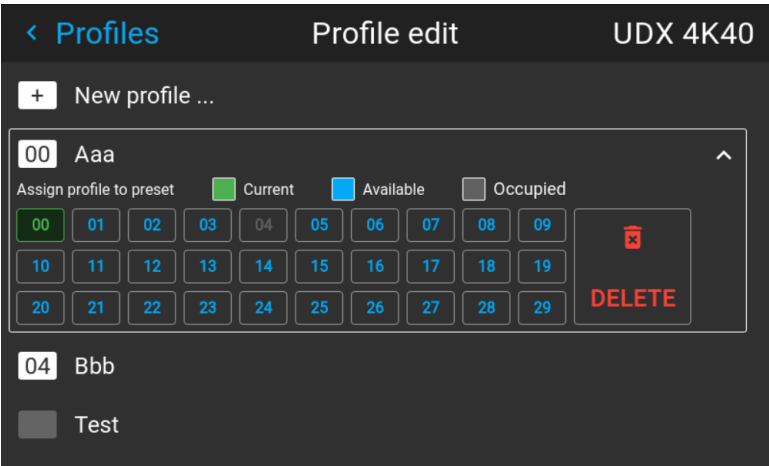 < Profiles Profile edit UDX 4K40
+ New profile ...
00 Aaa
Assign profile to preset Current Available Occupied
00 01 02 03 04 05 06 07 08 09
10 11 12 13 14 15 16 17 18 19
20 21 22 23 24 25 26 27 28 29
DELETE
04 Bbb
Test